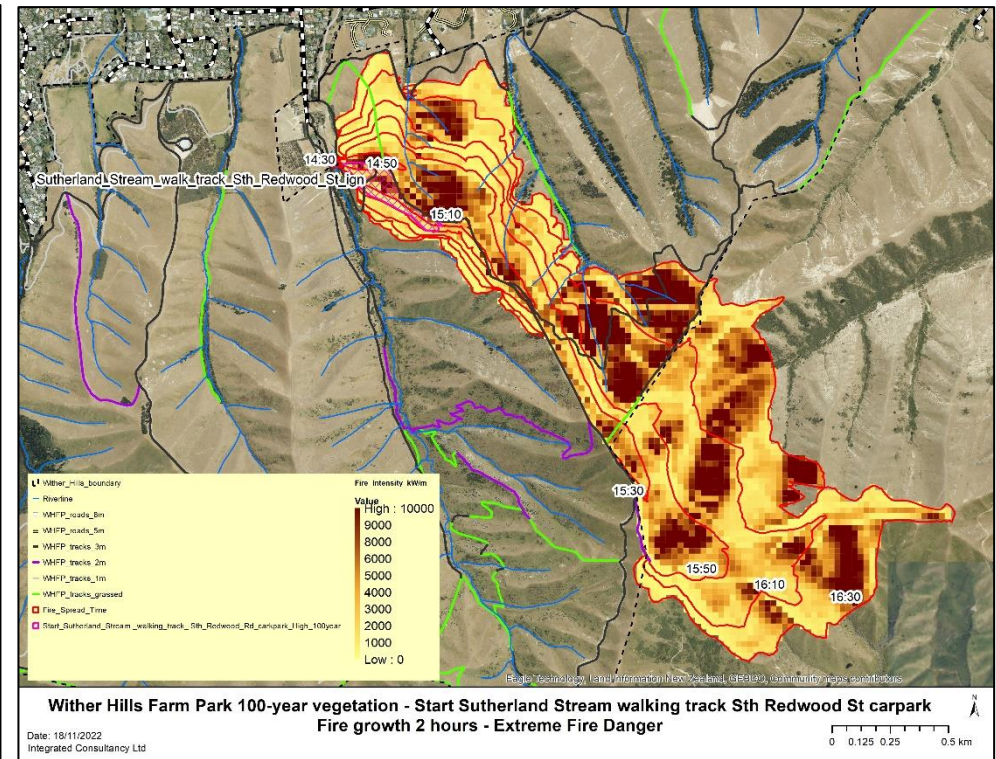 14:30
14:50
Sutherland_Stream_walk_track_Sth_Redwood_St_ign
15:10
15:30
15:50
16:10
16:30
Wither_Hills_boundary
Riverline
WHFP_roads_8m
WHFP_roads_5m
WHFP_tracks_3m
WHFP_tracks_2m
WHFP_tracks_1m
WHFP_tracks_grassed
Fire_Spread_Time
Start_Sutherland_Stream _walking_track_ Sth_Redwood_Rd_carkpark_High_100year
Fire Intensity kW/m
Value
High : 10000
9000
8000
7000
6000
5000
4000
3000
2000
1000
Low : 0
Eagle Technology, Land Information New Zealand, GEBCO, Community maps contributors
Wither Hills Farm Park 100-year vegetation - Start Sutherland Stream walking track Sth Redwood St carpark
Fire growth 2 hours - Extreme Fire Danger
Date: 18/11/2022
Integrated Consultancy Ltd
N
0 0.125 0.25 0.5 km